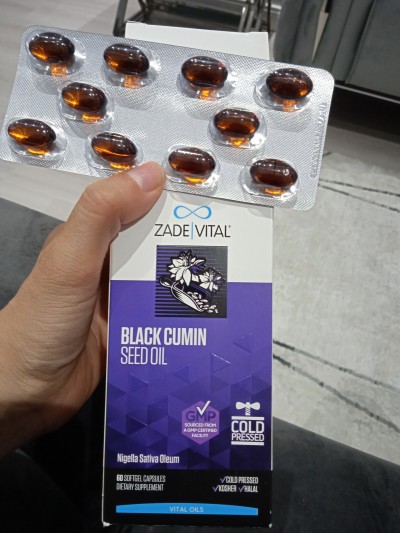 ZADE|VITAL®
BLACK CUMIN
SEED OIL
GMP
SOURCED FROM
A GMP CERTIFIED
FACILITY
COLD
PRESSED
Nigella Sativa Oleum
60 SOFTGEL CAPSULES
DIETARY SUPPLEMENT
✓COLD PRESSED
✓KOSHER ✓HALAL
VITAL OILS